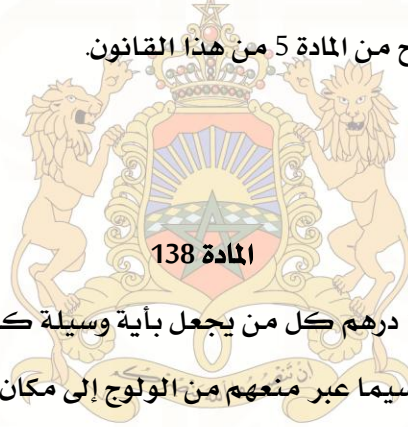 ح من المادة 5 من هذا القانون.
المادة 138
درهم كل من يجعل بأية وسيلة ك
سيما عبر منعهم من الولوج إلى مكان